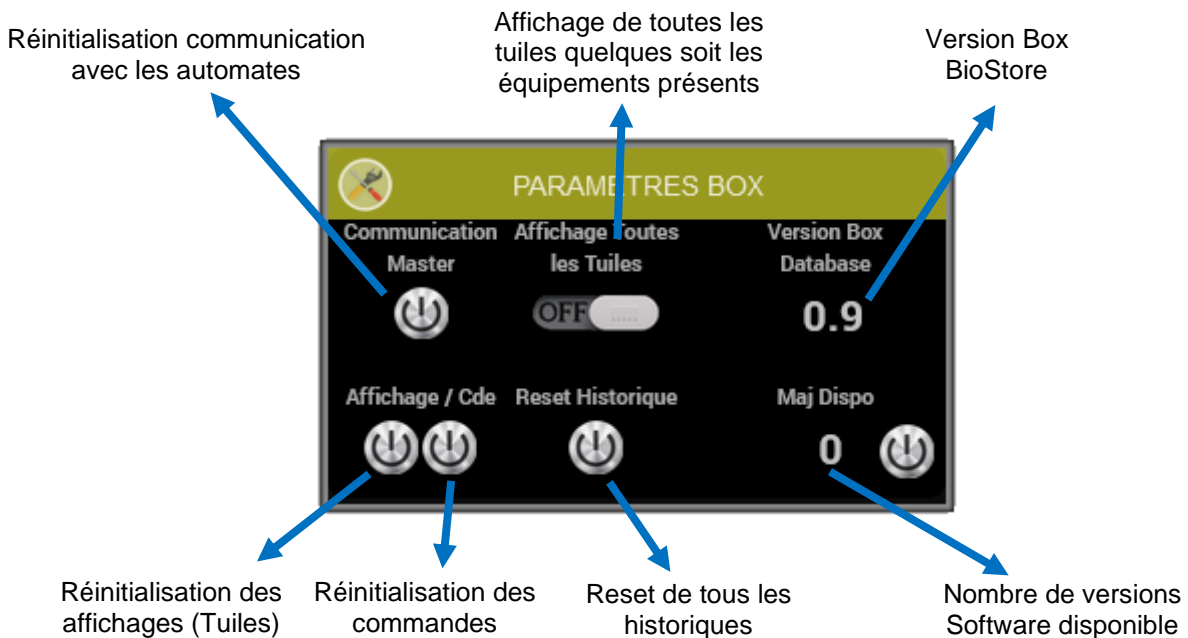 Réinitialisation communication
avec les automates
Affichage de toutes les
tuiles quelques soit les
équipements présents
Version Box
BioStore
PARAMETRES BOX
Communication
Master
Affichage Toutes
les Tuiles
Version Box
Database
OFF
0.9
Affichage / Cde
Reset Historique
Maj Dispo
0
Réinitialisation des
affichages (Tuiles)
Réinitialisation des
commandes
Reset de tous les
historiques
Nombre de versions
Software disponible